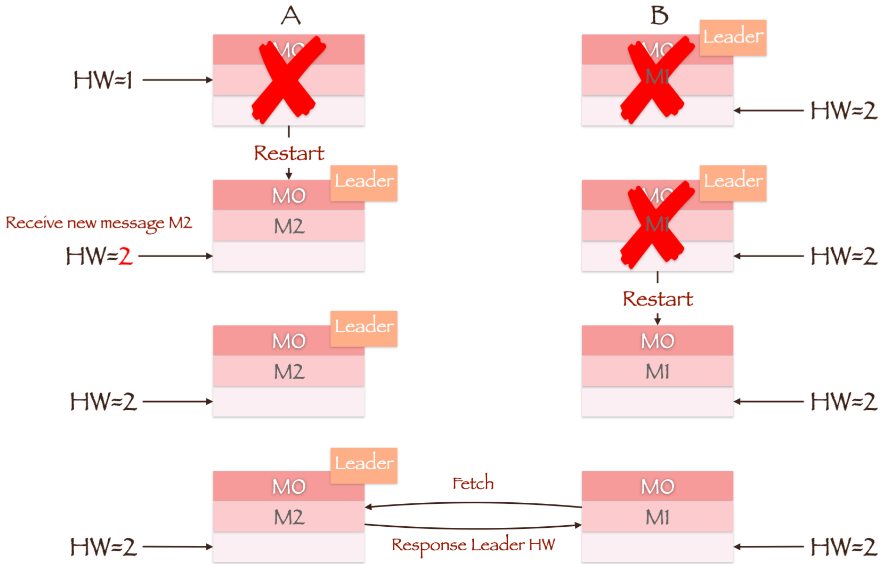 A
B
M0
M0
Leader
HW=1
M1
HW=2
Restart
M0
Leader
M0
Leader
Receive new message M2
M2
M1
HW=2
HW=2
Restart
Leader
M0
M0
M2
M1
HW=2
HW=2
Leader
M0
Fetch
M0
M2
M1
Response Leader HW
HW=2
HW=2